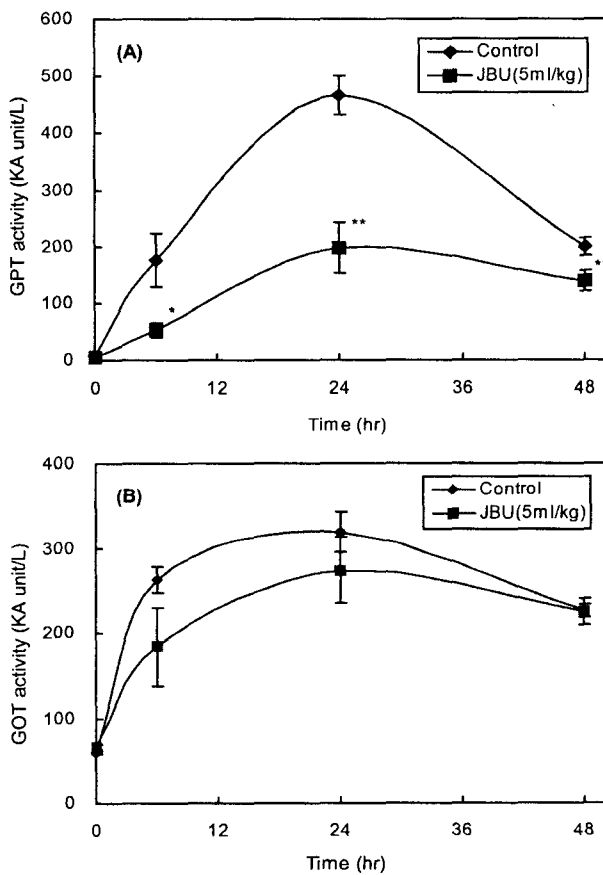 600
(A)
Control
JBU(5ml/kg)
500
400
300
**
200
*
100
*
0
0 12 24 36 48
GPT activity (KA unit/L)
Time (hr)
400
(B)
Control
JBU(5ml/kg)
300
200
100
0
0 12 24 36 48
GOT activity (KA unit/L)
Time (hr)